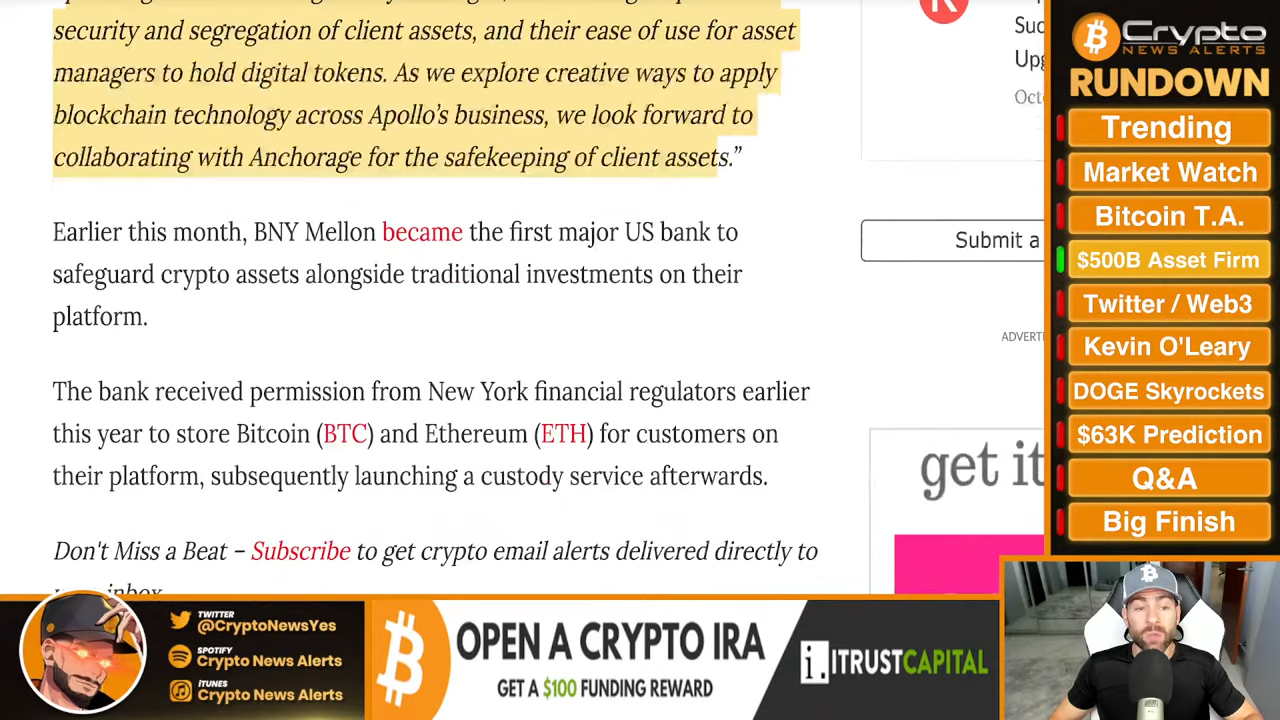 security and segregation of client assets, and their ease of use for asset
managers to hold digital tokens. As we explore creative ways to apply
blockchain technology across Apollo's business, we look forward to
collaborating with Anchorage for the safekeeping of client assets.”
Earlier this month, BNY Mellon became the first major US bank to
safeguard crypto assets alongside traditional investments on their
platform.
The bank received permission from New York financial regulators earlier
this year to store Bitcoin (BTC) and Ethereum (ETH) for customers on
their platform, subsequently launching a custody service afterwards.
Don't Miss a Beat – Subscribe to get crypto email alerts delivered directly to
inbox
Submit a
get it
Crypto
NEWS ALERTS
RUNDOWN
Trending
Market Watch
Bitcoin T.A.
$500B Asset Firm
Twitter / Web3
Kevin O'Leary
DOGE Skyrockets
$63K Prediction
Q&A
Big Finish
TWITTER
@CryptoNewsYes
SPOTIFY
Crypto News Alerts
iTUNES
Crypto News Alerts
OPEN A CRYPTO IRA
GET A $100 FUNDING REWARD
i. ITRUSTCAPITAL